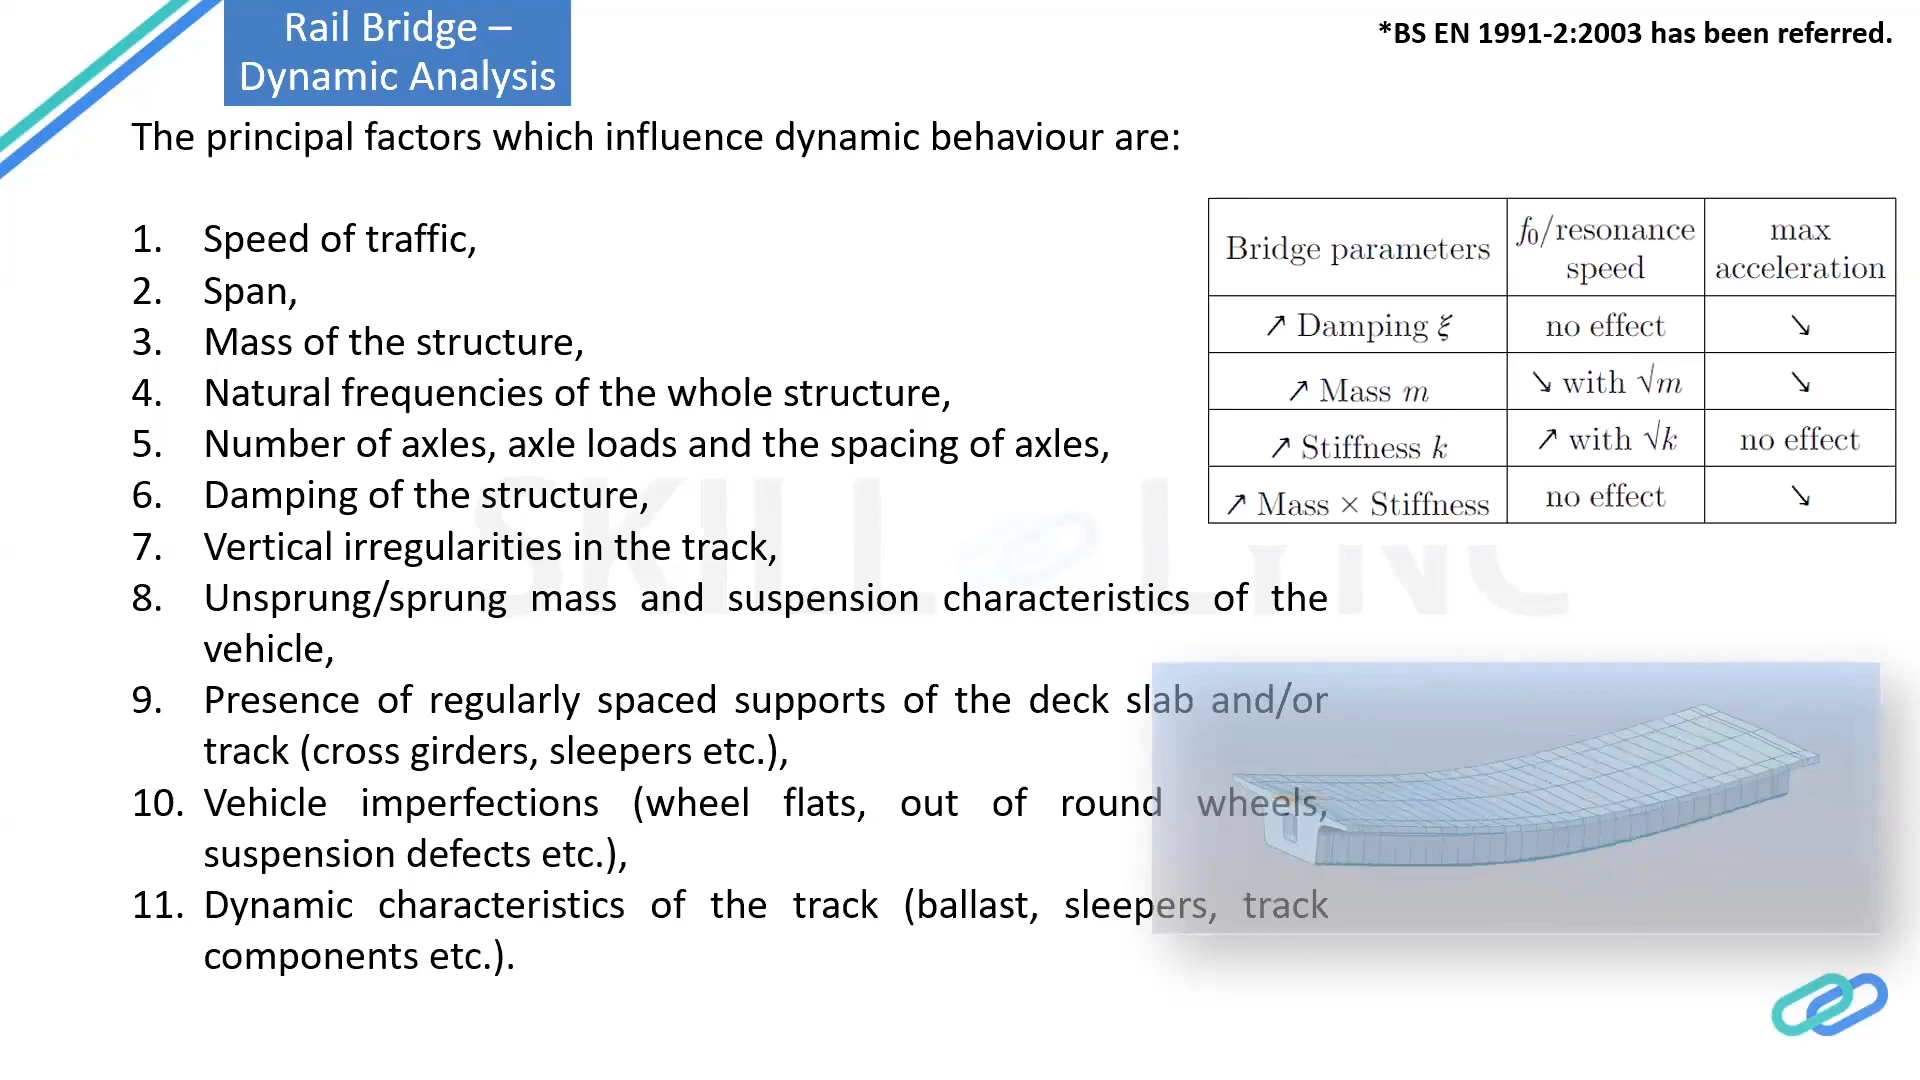 Rail Bridge –
Dynamic Analysis
*BS EN 1991-2:2003 has been referred.
The principal factors which influence dynamic behaviour are:
1. Speed of traffic,
2. Span,
3. Mass of the structure,
4. Natural frequencies of the whole structure,
5. Number of axles, axle loads and the spacing of axles,
6. Damping of the structure,
7. Vertical irregularities in the track,
8. Unsprung/sprung mass and suspension characteristics of the
vehicle,
9. Presence of regularly spaced supports of the deck slab and/or
track (cross girders, sleepers etc.),
10. Vehicle imperfections (wheel flats, out of round wheels,
suspension defects etc.),
11. Dynamic characteristics of the track (ballast, sleepers, track
components etc.).
Bridge parameters f₀/resonance speed max acceleration
↗ Damping ξ no effect ↘
↗ Mass m ↘ with √m ↘
↗ Stiffness k ↗ with √k no effect
↗ Mass × Stiffness no effect ↘
SKILL LYNC